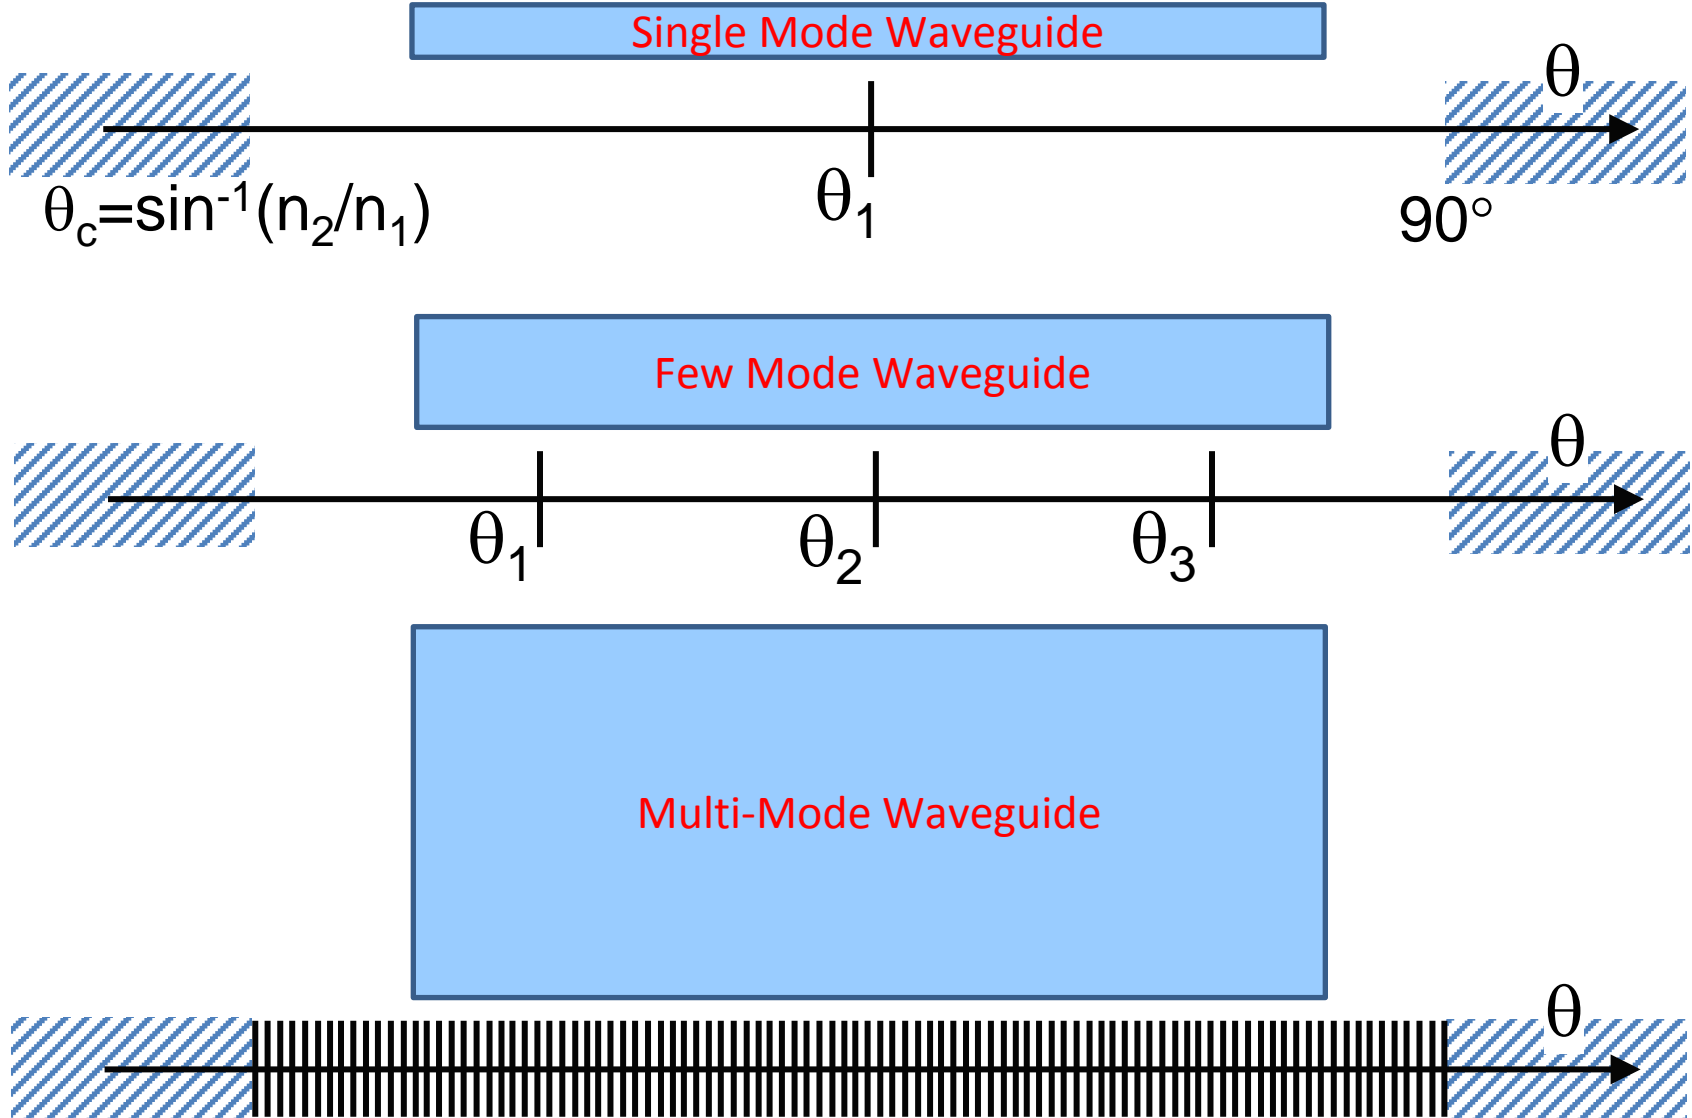 Single Mode Waveguide
θ
θc=sin⁻¹(n₂/n₁)
θ₁
90°
Few Mode Waveguide
θ
θ₁
θ₂
θ₃
Multi-Mode Waveguide
θ